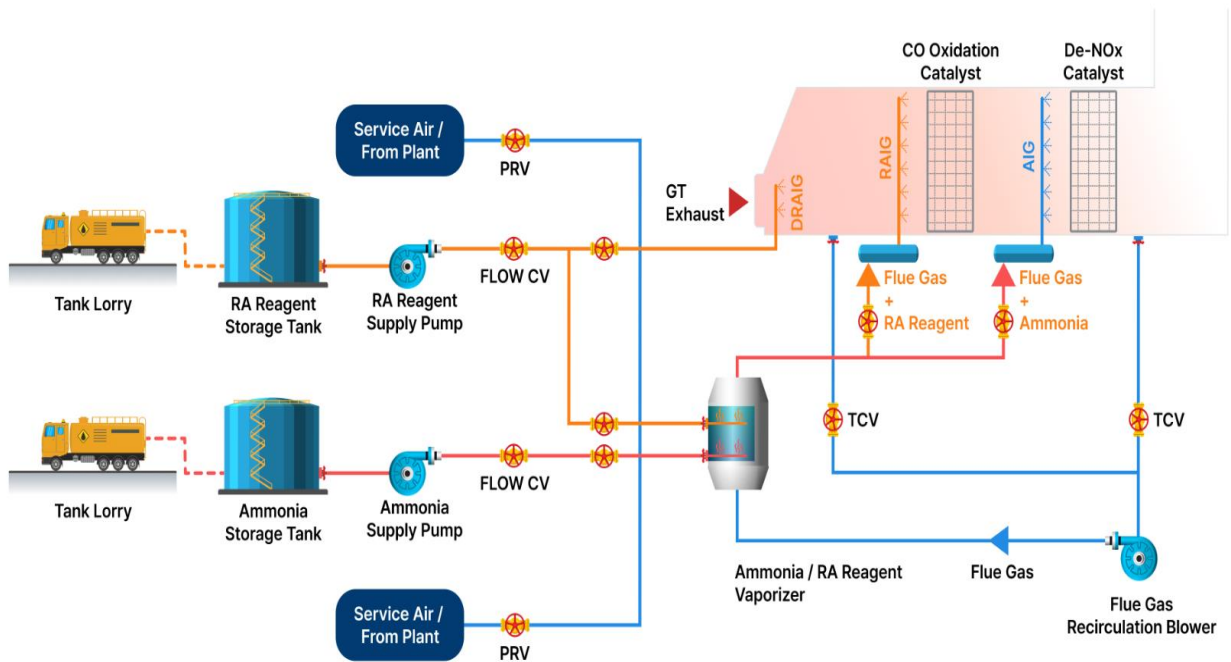 CO Oxidation
Catalyst
De-NOx
Catalyst
Service Air /
From Plant
PRV
GT
Exhaust
DRAIG
RAIG
AIG
Tank Lorry
RA Reagent
Storage Tank
RA Reagent
Supply Pump
FLOW CV
Flue Gas
+
RA Reagent
Flue Gas
+
Ammonia
TCV
TCV
Tank Lorry
Ammonia
Storage Tank
Ammonia
Supply Pump
FLOW CV
Ammonia / RA Reagent
Vaporizer
Flue Gas
Flue Gas
Recirculation Blower
Service Air /
From Plant
PRV